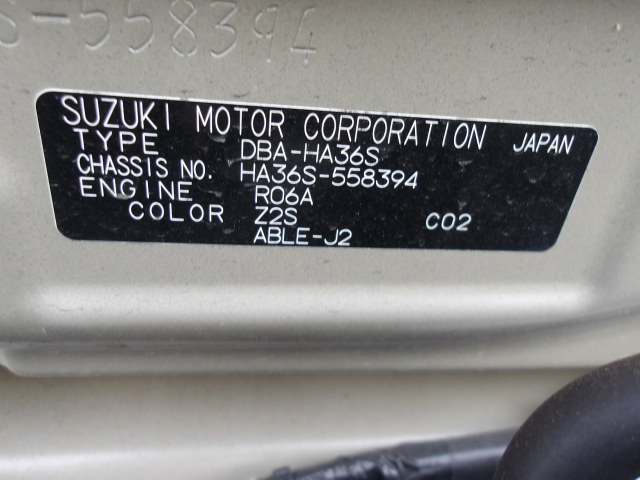 S-558394
SUZUKI MOTOR CORPORATION JAPAN
TYPE DBA-HA36S
CHASSIS NO. HA36S-558394
ENGINE R06A
COLOR Z2S C02
ABLE-J2